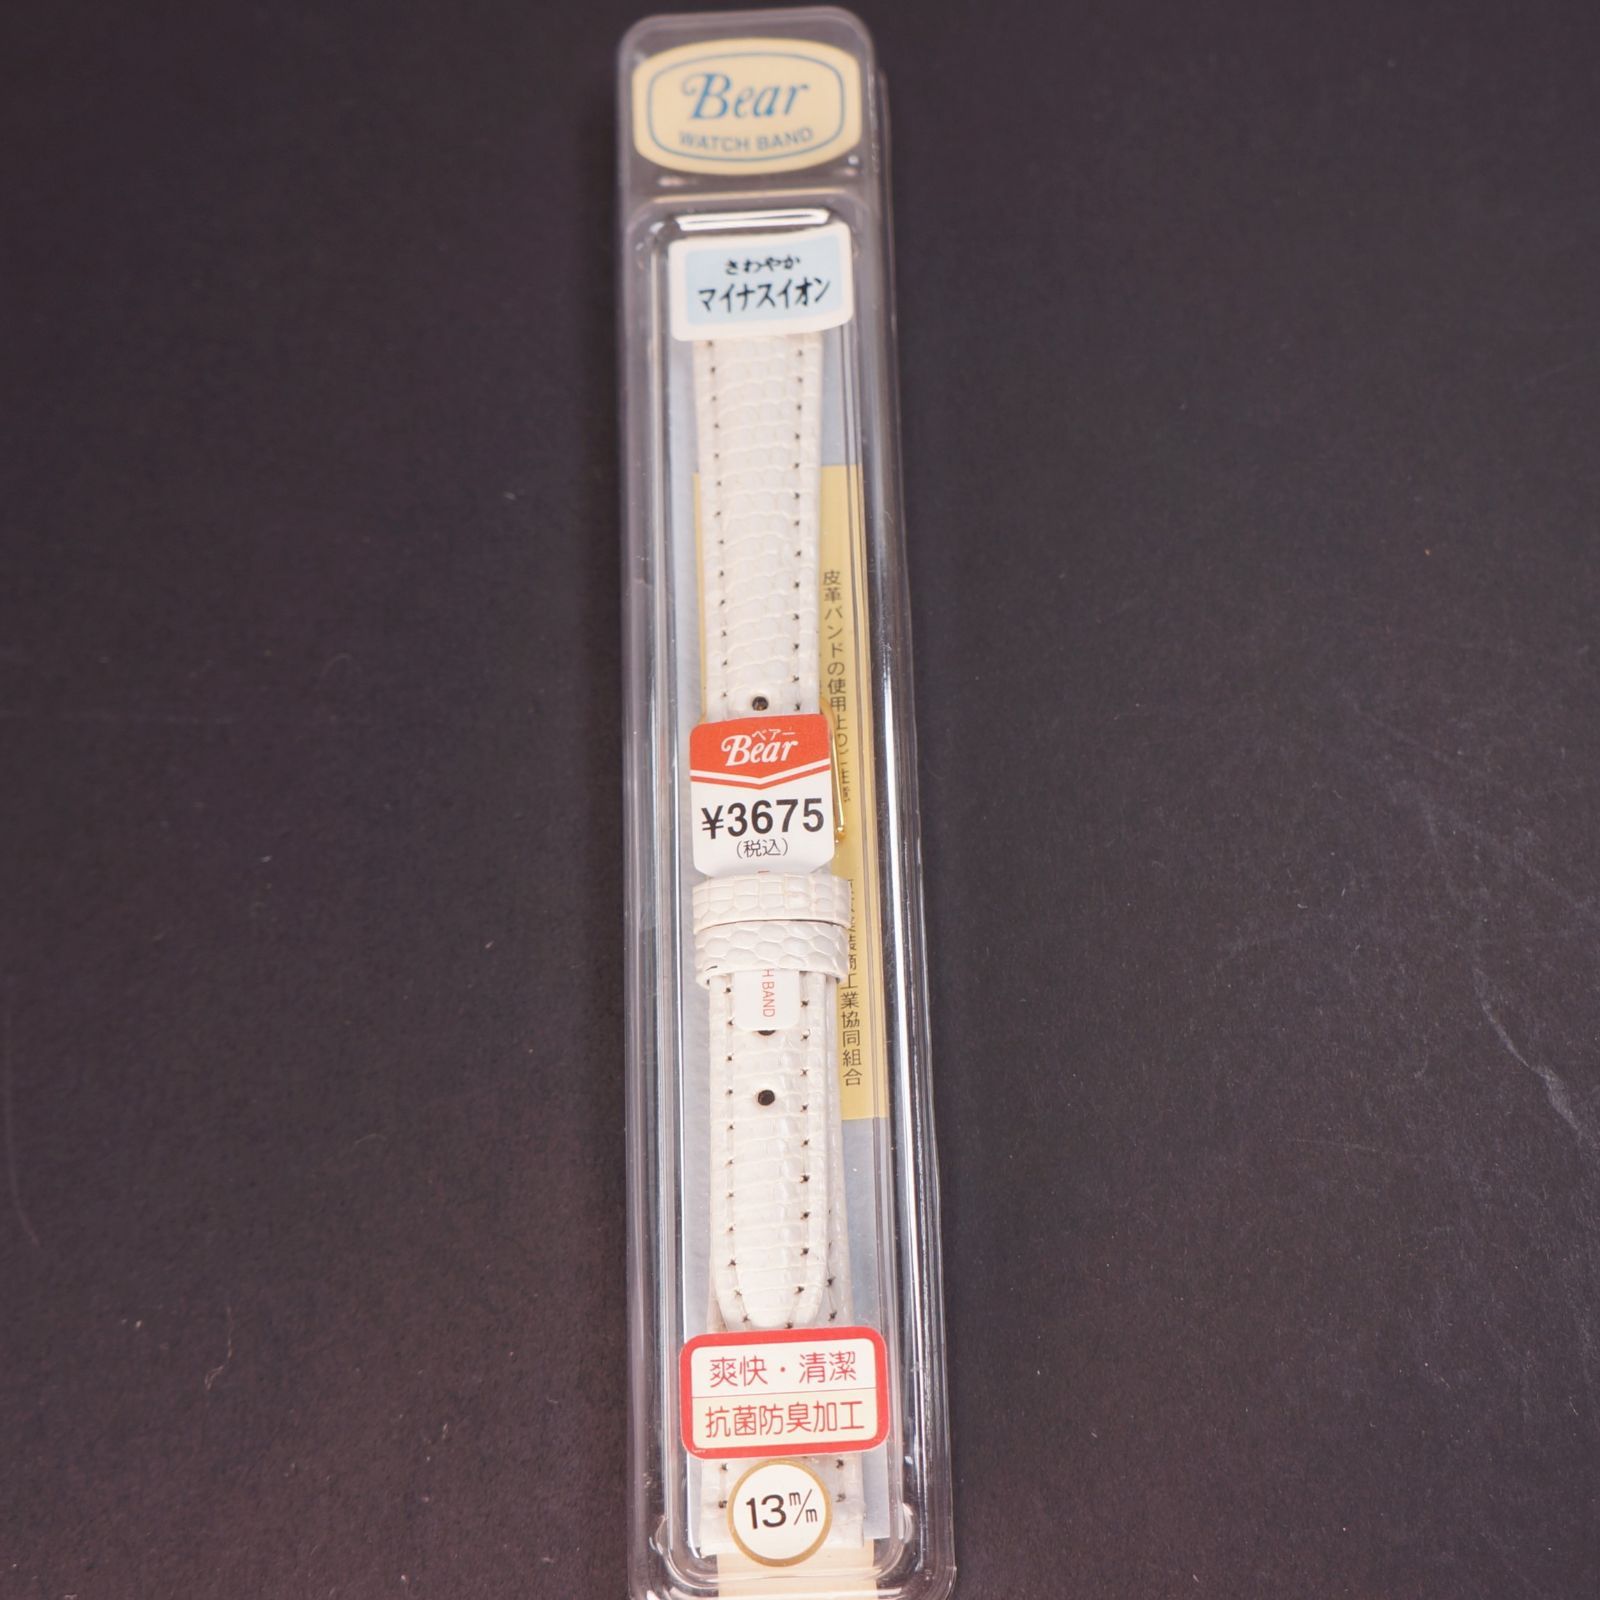 Bear
WATCH BAND
さわやか
マイナスイオン
皮革バンドの使用上のご注意
ベアー
Bear
¥3675
(税込)
H BAND
商工業協同組合
爽快・清潔
抗菌防臭加工
13m/m